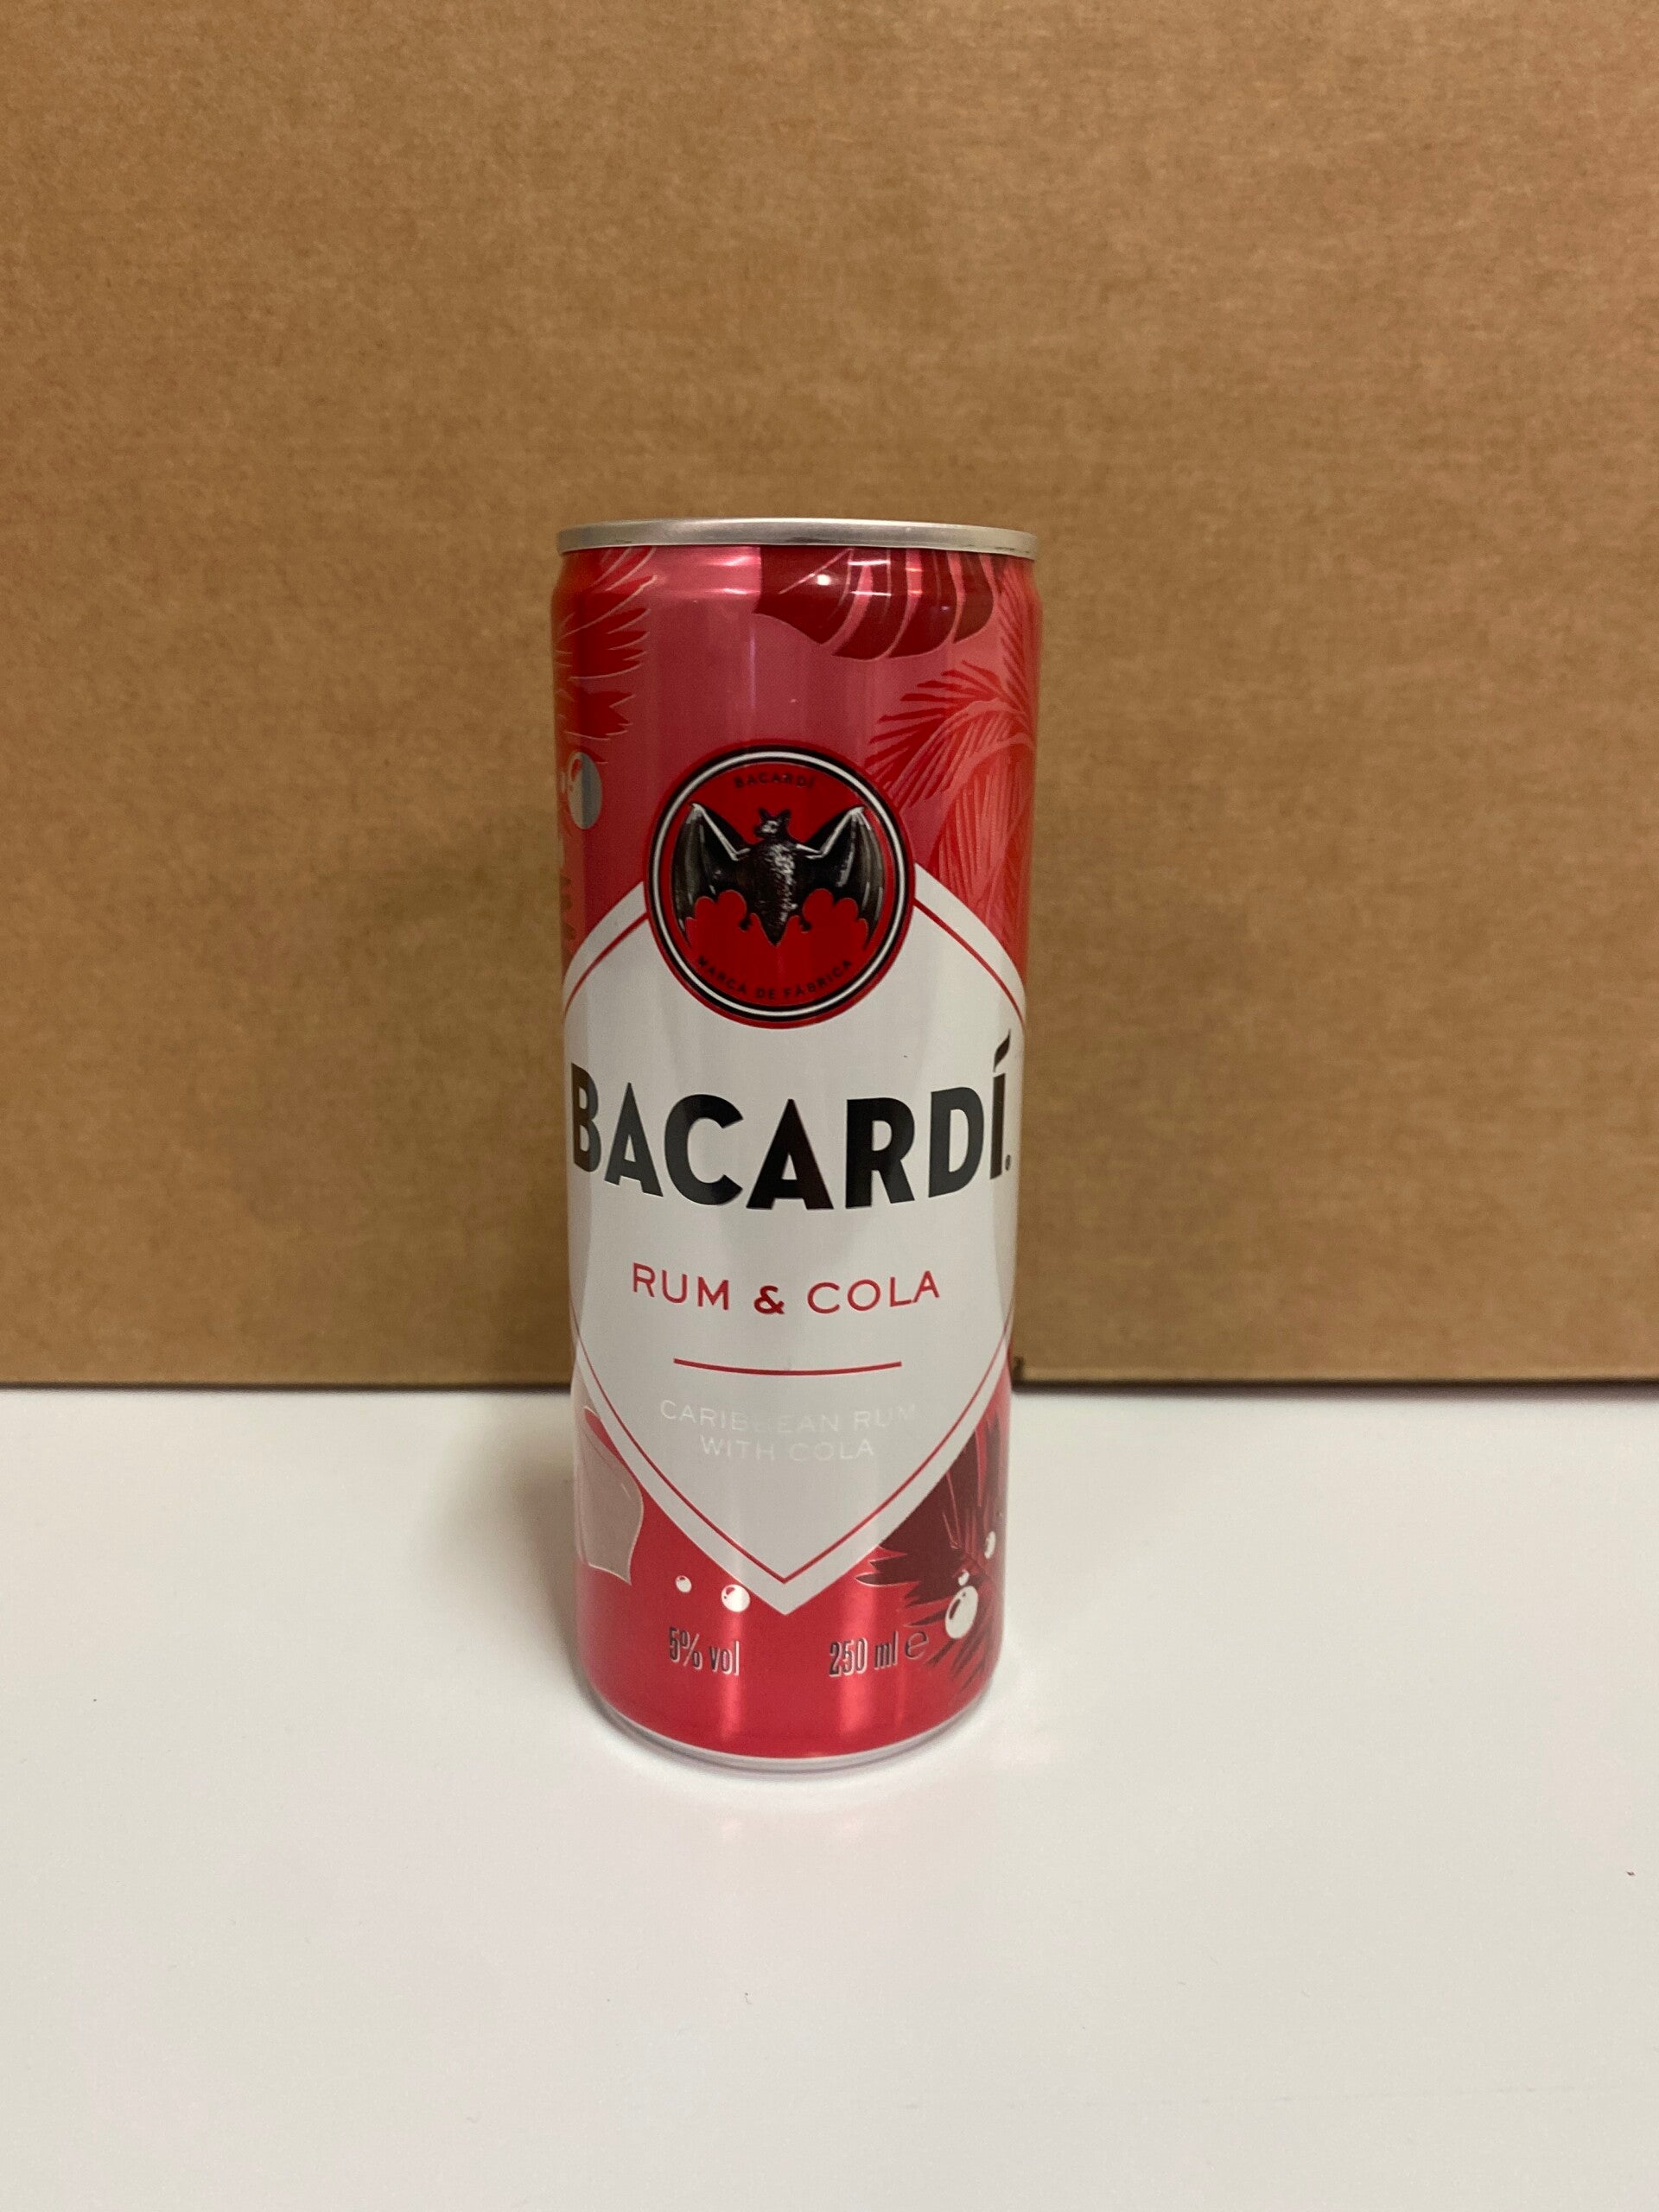 BACARDÍ
MARCA DE FÁBRICA
BACARDÍ.
RUM & COLA
CARIBBEAN RUM
WITH COLA
5% vol
250 ml e